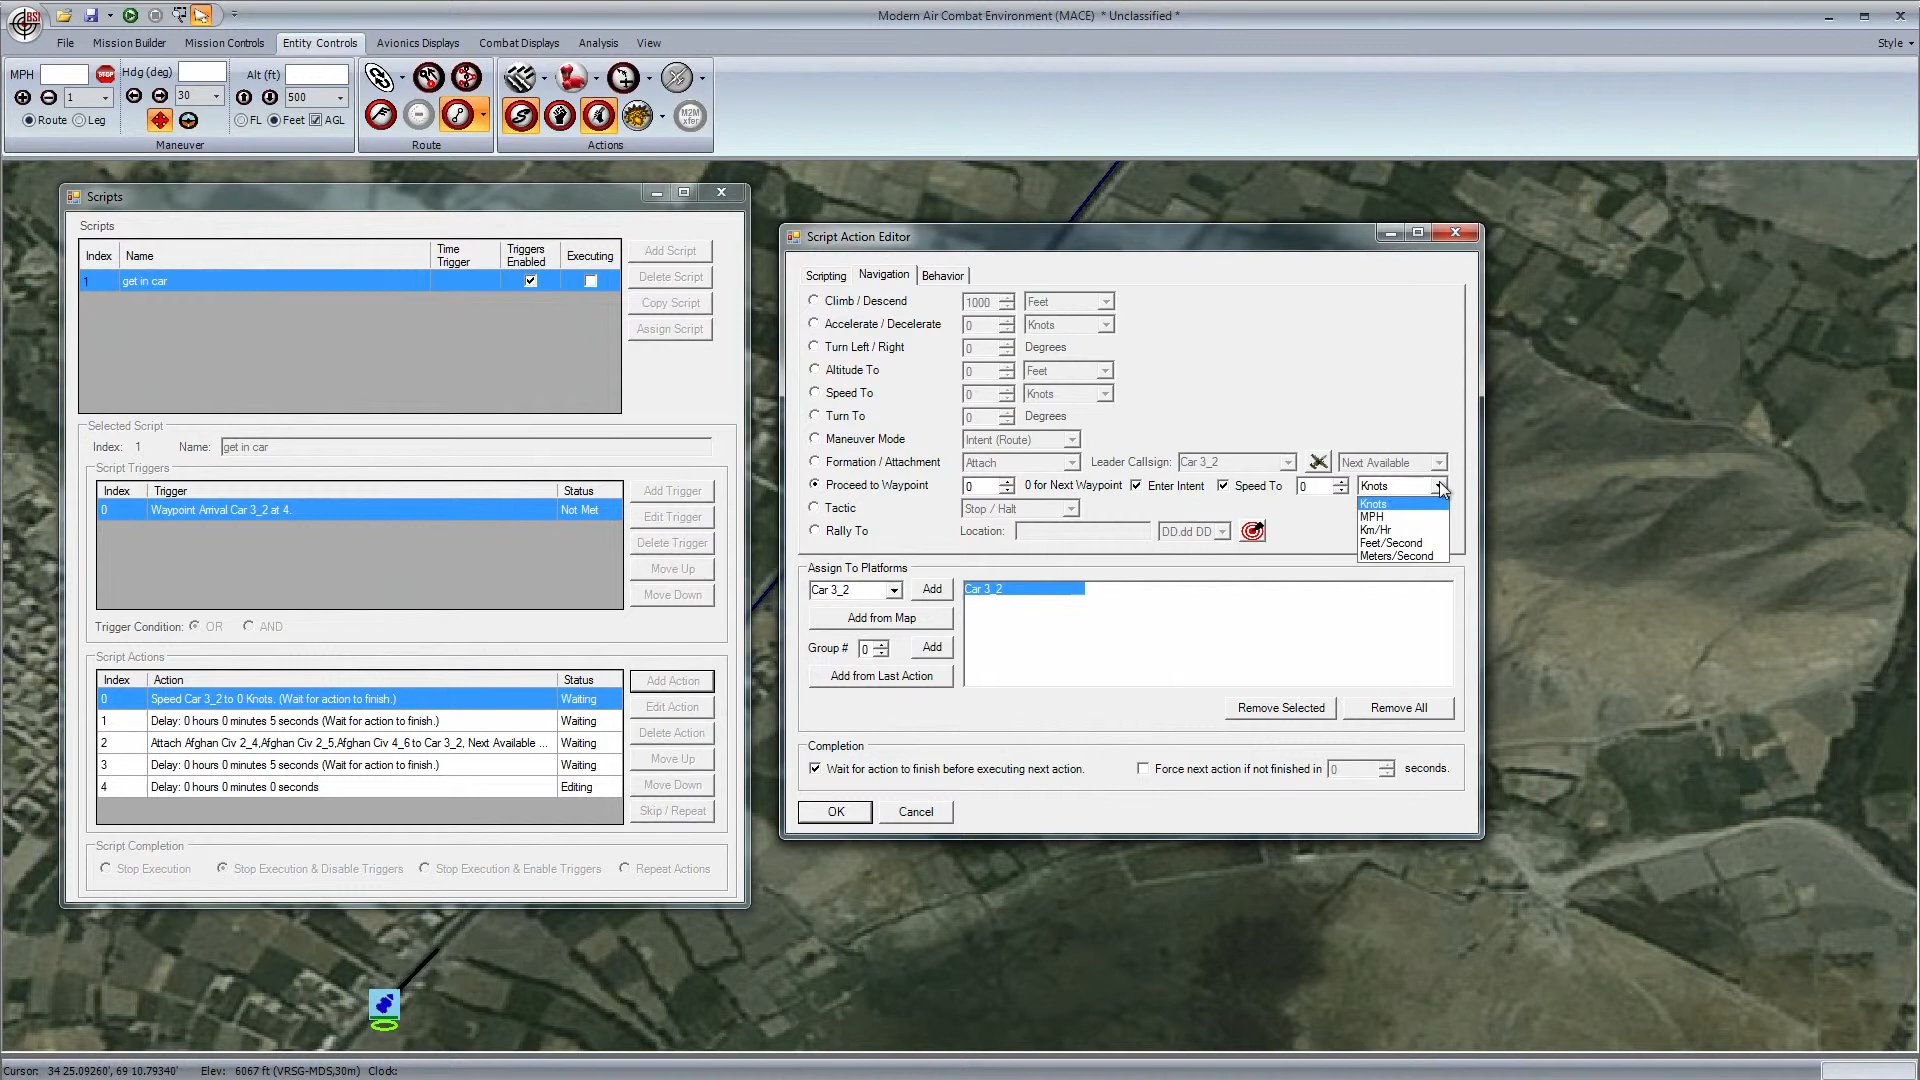 BSI
Modern Air Combat Environment (MACE) * Unclassified *
File Mission Builder Mission Controls Entity Controls Avionics Displays Combat Displays Analysis View Style
MPH STOP Hdg (deg) Alt (ft)
1 30 500
Route Leg FL Feet AGL
M2M xfer
Maneuver Route Actions
Scripts
Scripts
Index Name Time Trigger Triggers Enabled Executing
1 get in car
Add Script
Delete Script
Copy Script
Assign Script
Selected Script
Index: 1 Name: get in car
Script Triggers
Index Trigger Status
0 Waypoint Arrival Car 3_2 at 4. Not Met
Add Trigger
Edit Trigger
Delete Trigger
Move Up
Move Down
Trigger Condition: OR AND
Script Actions
Index Action Status
0 Speed Car 3_2 to 0 Knots. (Wait for action to finish.) Waiting
1 Delay: 0 hours 0 minutes 5 seconds (Wait for action to finish.) Waiting
2 Attach Afghan Civ 2_4,Afghan Civ 2_5,Afghan Civ 4_6 to Car 3_2, Next Available ... Waiting
3 Delay: 0 hours 0 minutes 5 seconds (Wait for action to finish.) Waiting
4 Delay: 0 hours 0 minutes 0 seconds Editing
Add Action
Edit Action
Delete Action
Move Up
Move Down
Skip / Repeat
Script Completion
Stop Execution Stop Execution & Disable Triggers Stop Execution & Enable Triggers Repeat Actions
Script Action Editor
Scripting Navigation Behavior
Climb / Descend 1000 Feet
Accelerate / Decelerate 0 Knots
Turn Left / Right 0 Degrees
Altitude To 0 Feet
Speed To 0 Knots
Turn To 0 Degrees
Maneuver Mode Intent (Route)
Formation / Attachment Attach Leader Callsign: Car 3_2 Next Available
Proceed to Waypoint 0 0 for Next Waypoint Enter Intent Speed To 0 Knots
Knots
MPH
Km/Hr
Feet/Second
Meters/Second
Tactic Stop / Halt
Rally To Location: DD.dd DD
Assign To Platforms
Car 3_2 Add Car 3_2
Add from Map
Group # 0 Add
Add from Last Action
Remove Selected Remove All
Completion
Wait for action to finish before executing next action. Force next action if not finished in 0 seconds.
OK Cancel
Cursor: 34 25.09260', 69 10.79340' Elev: 6067 ft (VRSG-MDS,30m) Clock: